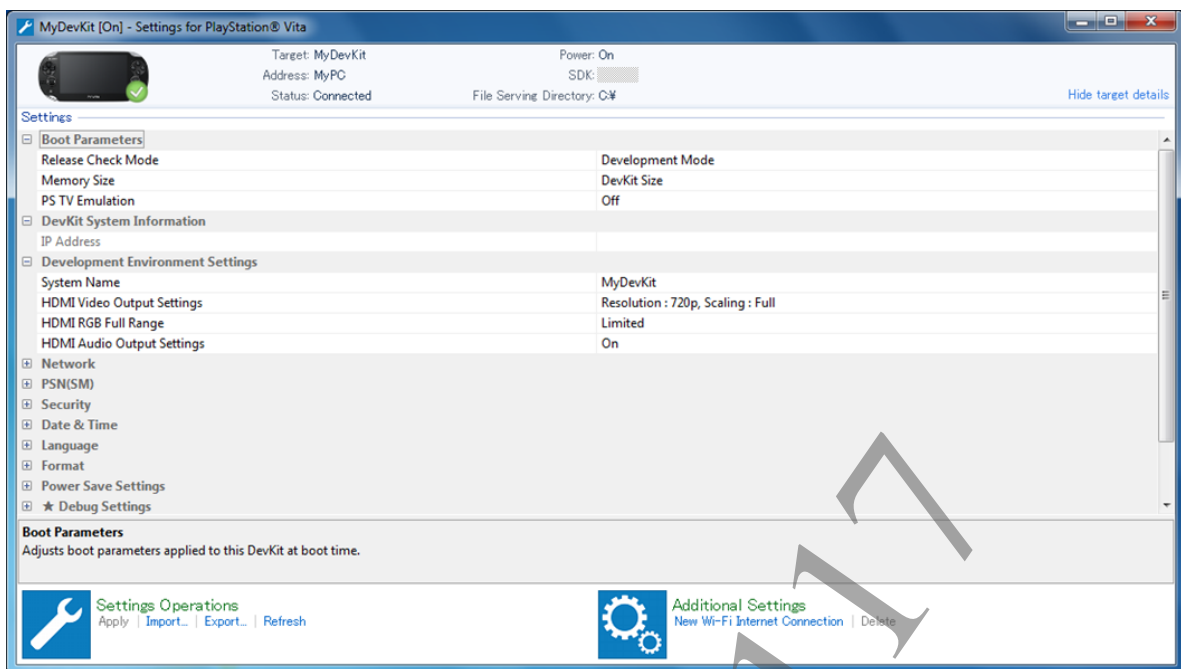 MyDevKit [On] - Settings for PlayStation® Vita
Target: MyDevKit Power: On
Address: MyPC SDK:
Status: Connected File Serving Directory: C:¥ Hide target details
Settings
Boot Parameters
Release Check Mode Development Mode
Memory Size DevKit Size
PS TV Emulation Off
DevKit System Information
IP Address
Development Environment Settings
System Name MyDevKit
HDMI Video Output Settings Resolution : 720p, Scaling : Full
HDMI RGB Full Range Limited
HDMI Audio Output Settings On
Network
PSN(SM)
Security
Date & Time
Language
Format
Power Save Settings
★ Debug Settings
Boot Parameters
Adjusts boot parameters applied to this DevKit at boot time.
Settings Operations Additional Settings
Apply | Import... | Export... | Refresh New Wi-Fi Internet Connection | Delete